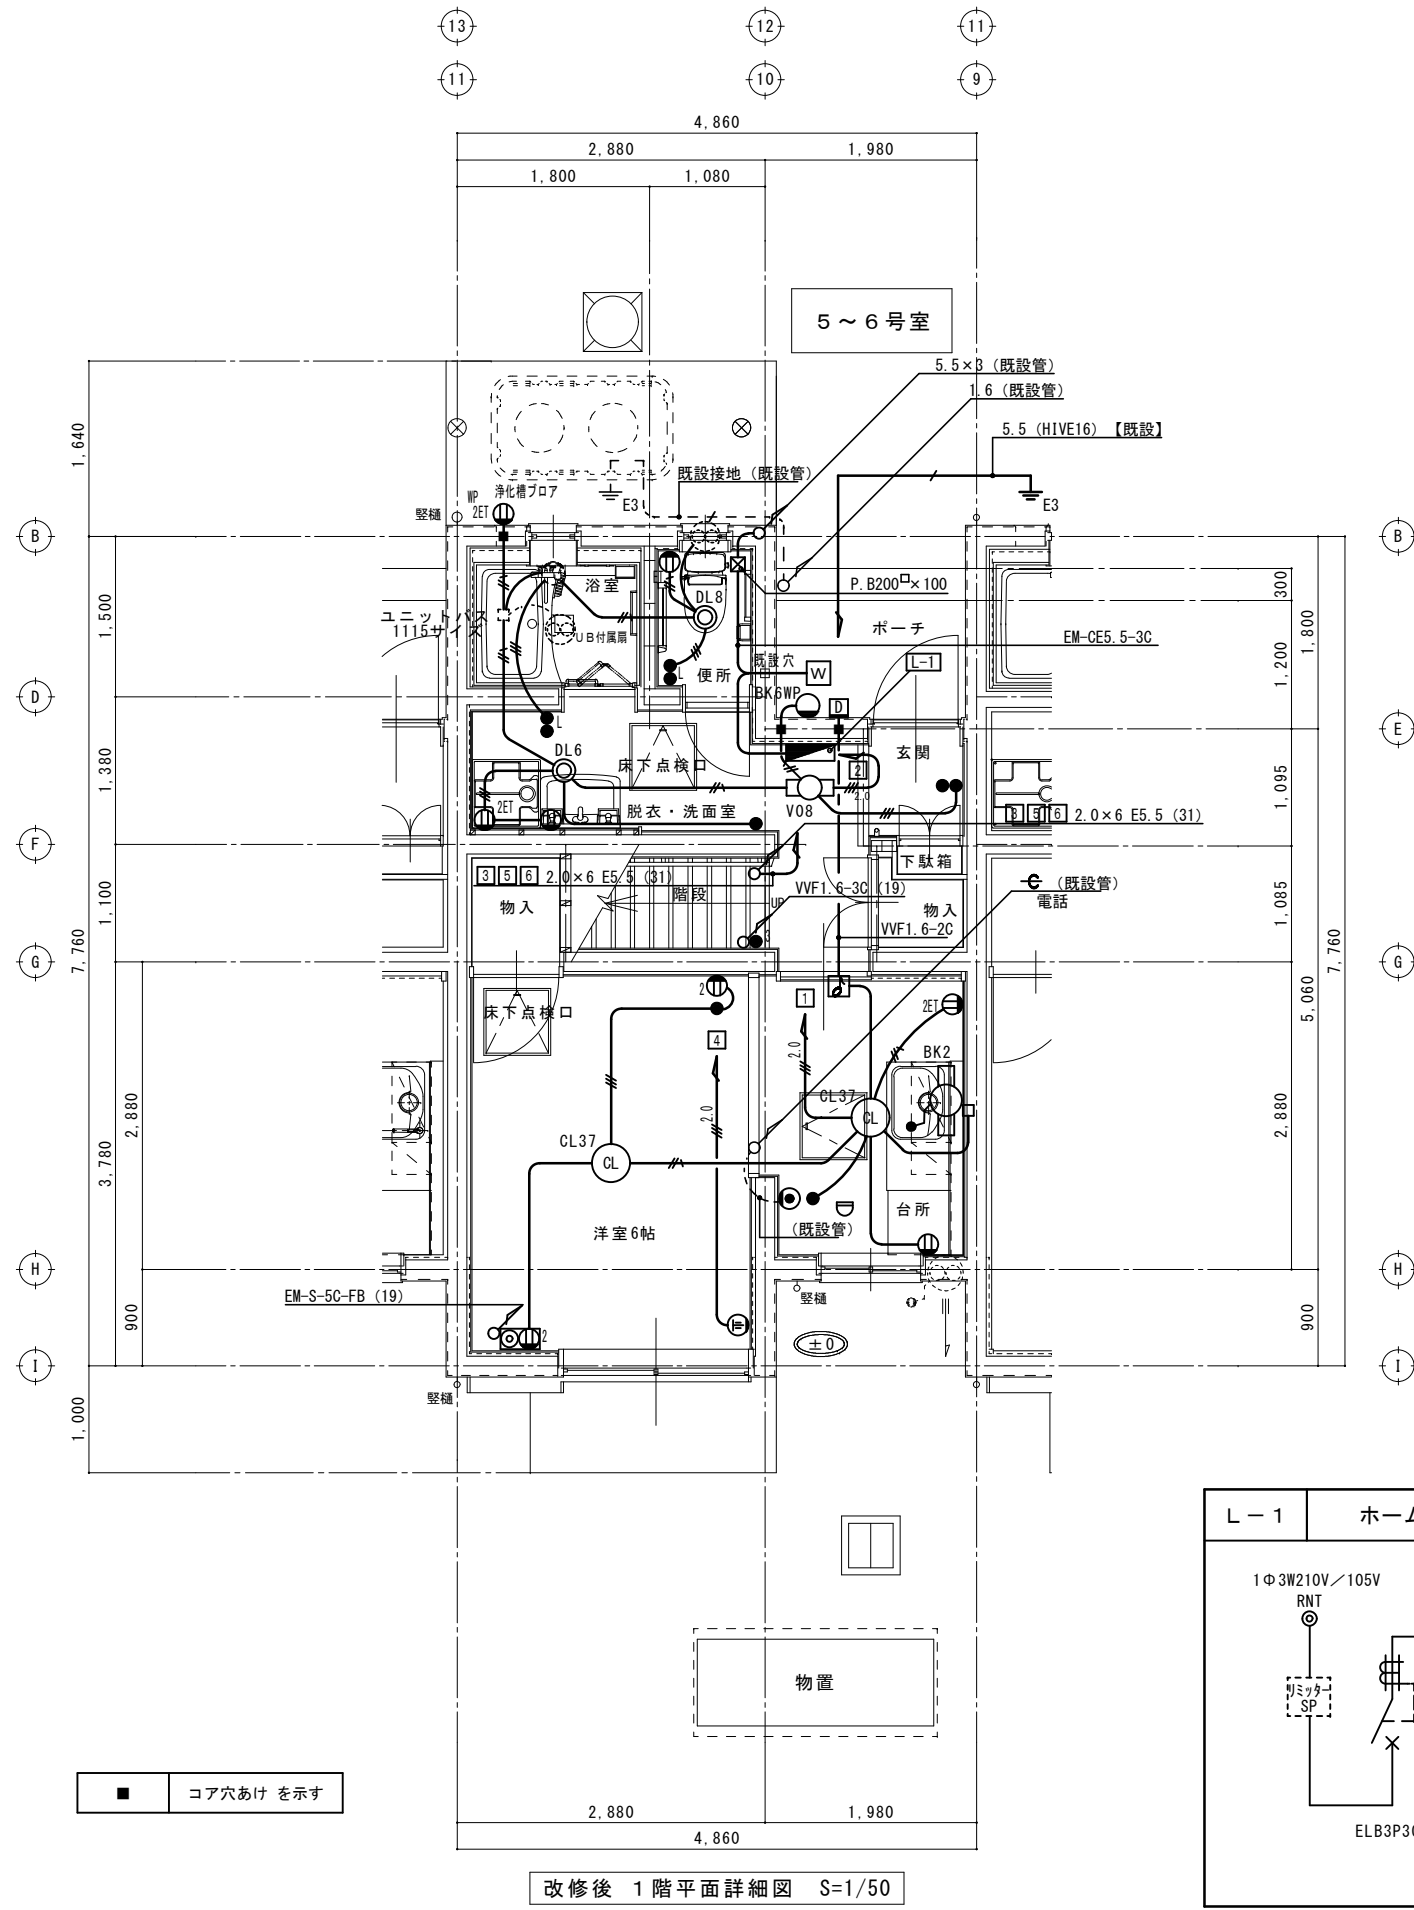 13
12
11
11
10
9
4,860
2,880
1,980
1,800
1,080
5～6号室
5.5×3 (既設管)
1.6 (既設管)
5.5 (HIVE16) 【既設】
1,640
既設接地 (既設管)
WP
浄化槽ブロア
2ET
竪樋
E3
E3
B
B
浴室
P.B200□×100
DL8
300
ユニットバス
1115サイズ
UB付属扇
ポーチ
EM-CE5.5-3C
1,500
1,800
1,200
便所
既設穴
W
L-1
L
D
BK6WP
D
L
E
DL6
床下点検口
玄関
2
1,380
2ET
脱衣・洗面室
V08
2.0
1,095
3 5 6 2.0×6 E5.5 (31)
F
F
下駄箱
3 5 6 2.0×6 E5.5 (31)
VVF1.6-3C (19)
(既設管)
電話
階段
UP
物入
物入
1,100
1,085
VVF1.6-2C
3
7,760
7,760
G
G
2
1
2ET
床下点検口
4
5,060
BK2
2.0
2.0
CL37
CL
2,880
2,880
CL37
CL
3,780
台所
洋室6帖
(既設管)
H
H
EM-S-5C-FB (19)
竪樋
2
±0
900
900
I
I
竪樋
1,000
L-1
ホーム
1Φ3W210V/105V
RNT
リミッター
SP
物置
■
コア穴あけ を示す
2,880
1,980
4,860
改修後 1階平面詳細図 S=1/50